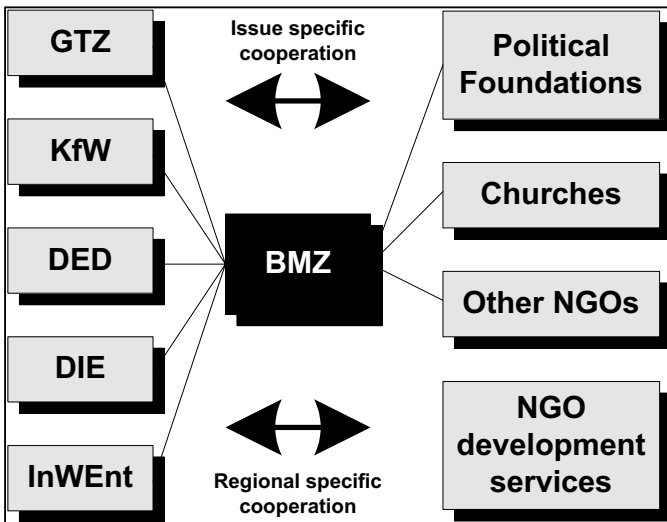 GTZ
KfW
DED
DIE
InWEnt
Issue specific
cooperation
BMZ
Regional specific
cooperation
Political
Foundations
Churches
Other NGOs
NGO
development
services